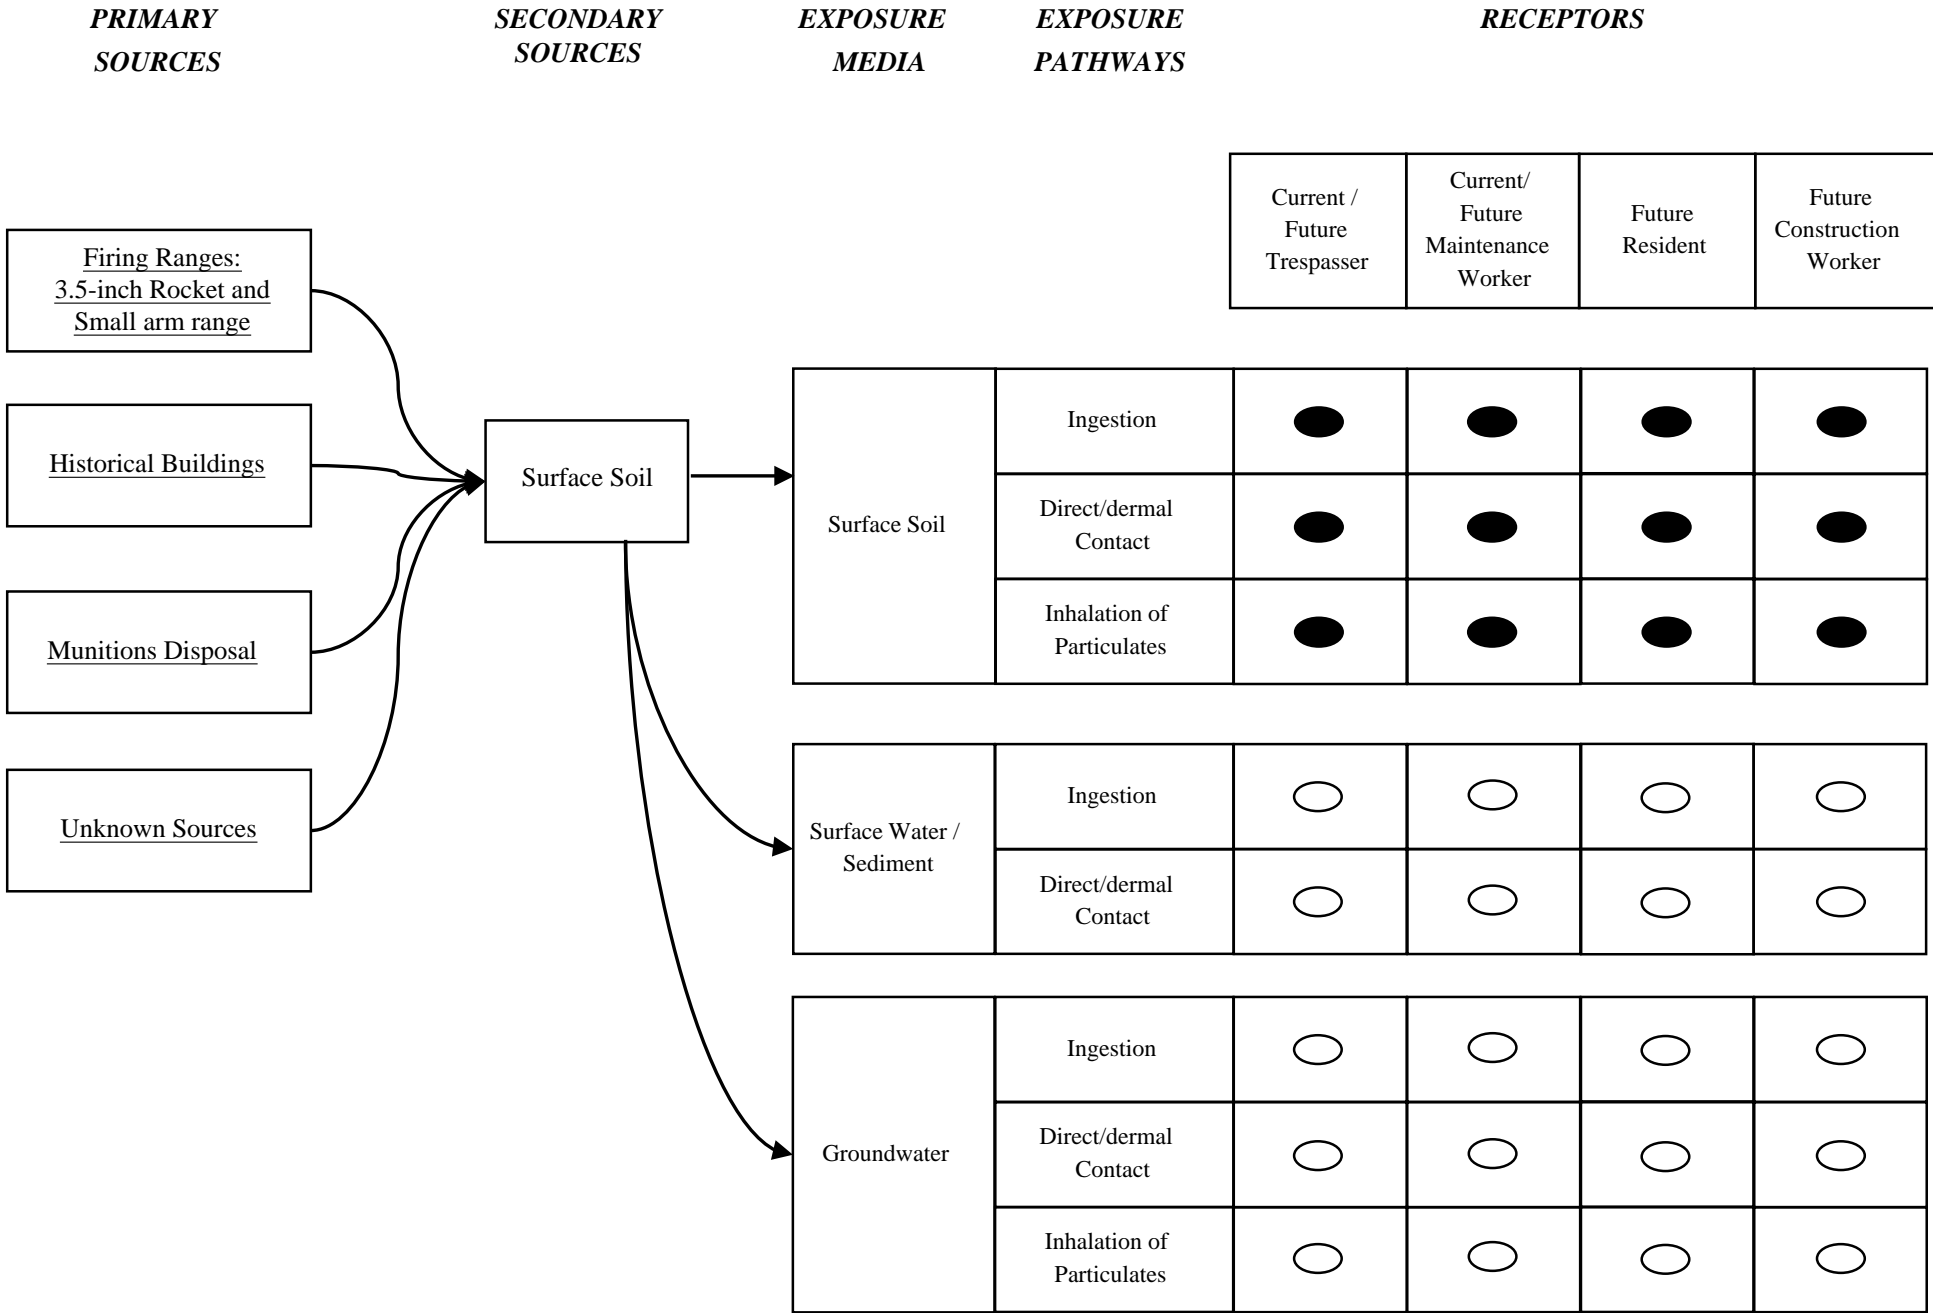 PRIMARY
SOURCES
SECONDARY
SOURCES
EXPOSURE
MEDIA
EXPOSURE
PATHWAYS
RECEPTORS
Current /
Future
Trespasser
Current/
Future
Maintenance
Worker
Future
Resident
Future
Construction
Worker
Firing Ranges:
3.5-inch Rocket and
Small arm range
Historical Buildings
Munitions Disposal
Unknown Sources
Surface Soil
Surface Soil
Ingestion
Direct/dermal
Contact
Inhalation of
Particulates
Surface Water /
Sediment
Ingestion
Direct/dermal
Contact
Groundwater
Ingestion
Direct/dermal
Contact
Inhalation of
Particulates